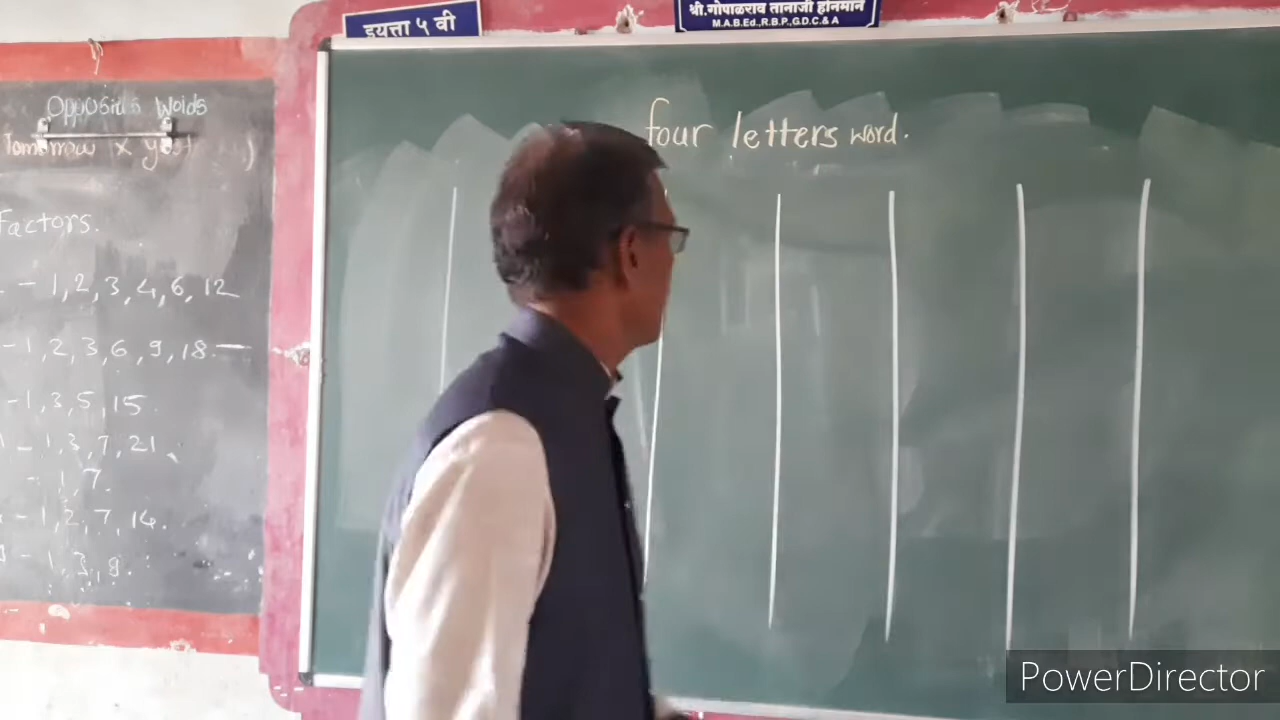 इयत्ता ५ वी
श्री.गोपाळराव तानाजी होनमाने
M.A.B.Ed.,R.B.P.,G.D.C.& A
Opposite Words
Tomorrow x
Factors.
- 1, 2, 3, 4, 6, 12
- 1, 2, 3, 6, 9, 18.
- 1, 3, 5, 15.
- 1, 3, 7, 21
- 1, 7.
- 1, 2, 7, 14.
- 1, 3, 9.
four letters word.
PowerDirector